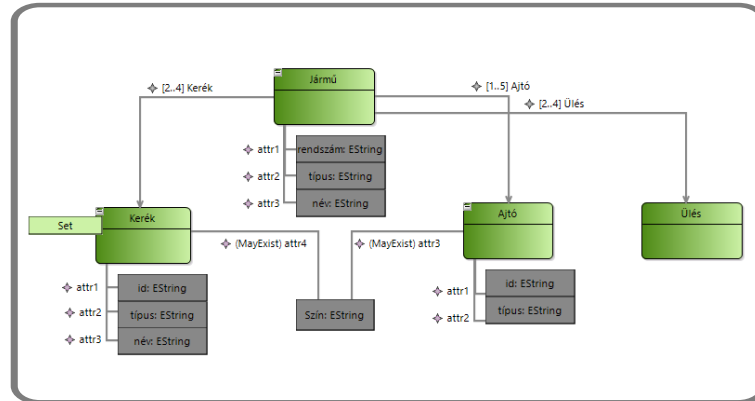 Jármű
[2..4] Kerék
[1..5] Ajtó
[2..4] Ülés
attr1
rendszám: EString
attr2
típus: EString
attr3
név: EString
Set
Kerék
Ajtó
Ülés
(MayExist) attr4
(MayExist) attr3
attr1
id: EString
attr2
típus: EString
attr3
név: EString
Szín: EString
attr1
id: EString
attr2
típus: EString